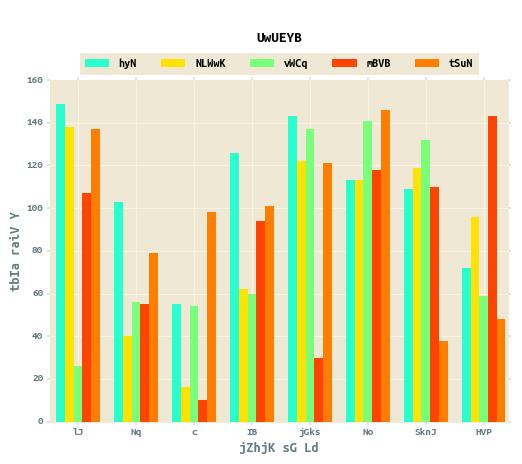 UwUEYB
hyN NLWwK vWCq mBVB tSuN
tbIa raiV Y
160
140
120
100
80
60
40
20
0
lJ Nq c IB jGks No SknJ HVP
jZhjK sG Ld